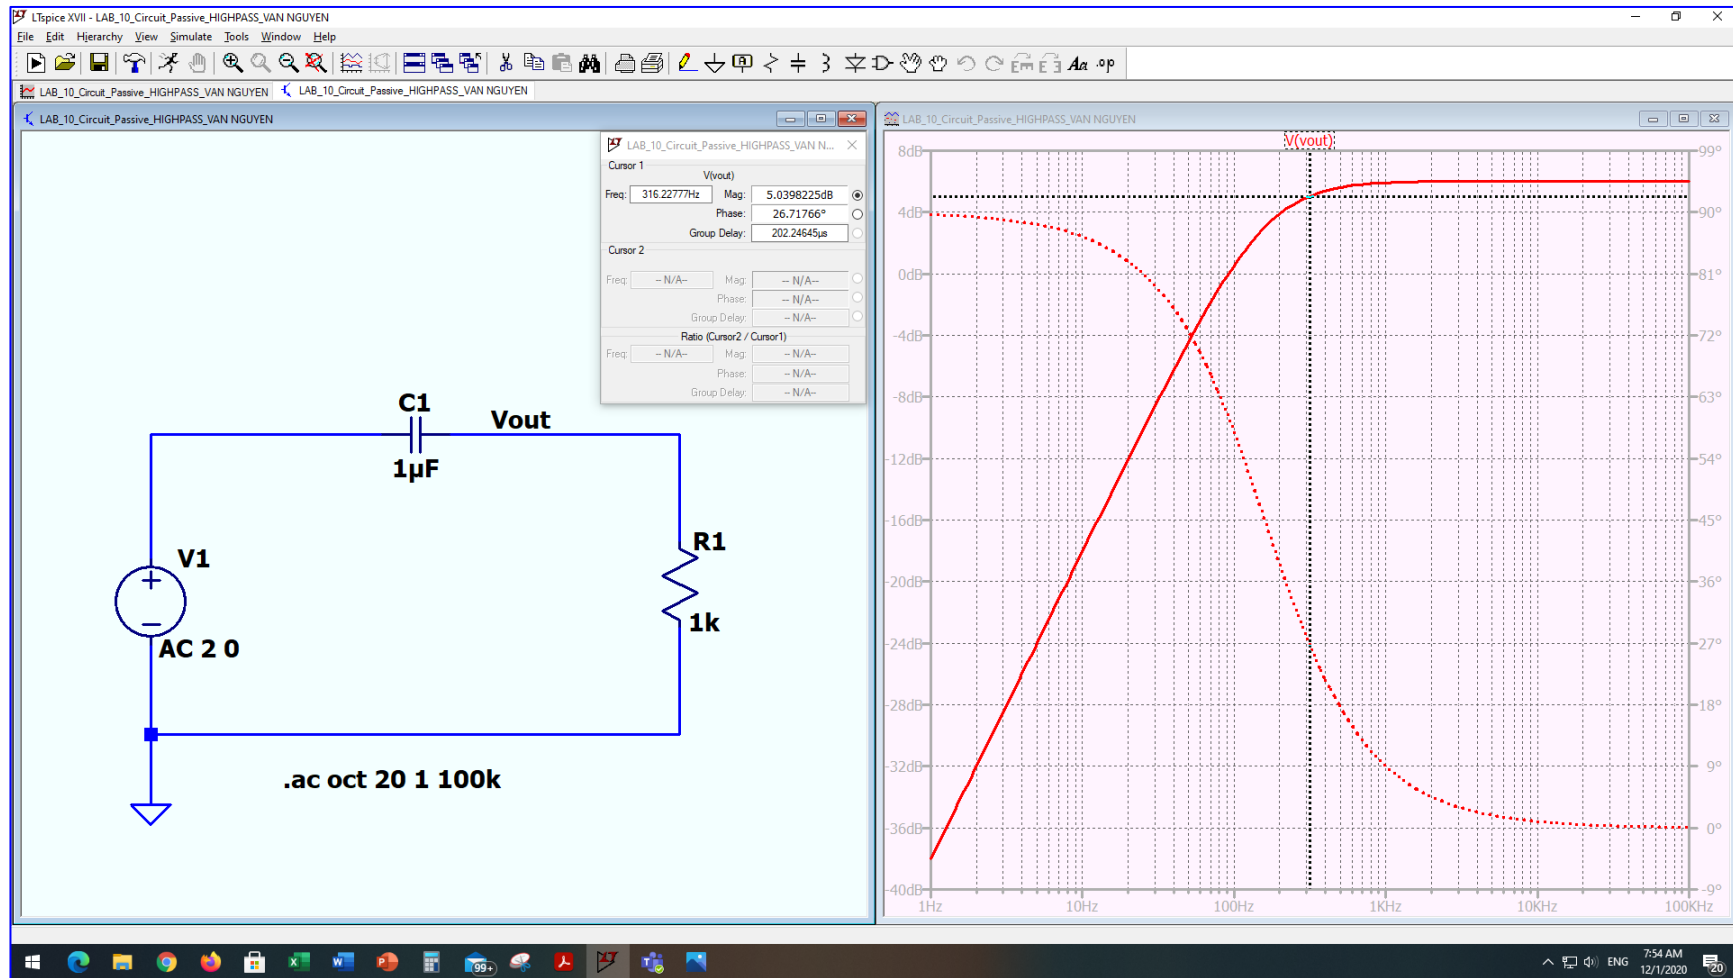 LTspice XVII - LAB_10_Circuit_Passive_HIGHPASS_VAN NGUYEN
File Edit Hierarchy View Simulate Tools Window Help
Aa .op
LAB_10_Circuit_Passive_HIGHPASS_VAN NGUYEN LAB_10_Circuit_Passive_HIGHPASS_VAN NGUYEN
LAB_10_Circuit_Passive_HIGHPASS_VAN NGUYEN
C1
Vout
1µF
V1
AC 2 0
R1
1k
.ac oct 20 1 100k
LAB_10_Circuit_Passive_HIGHPASS_VAN N...
Cursor 1
V(vout)
Freq: 316.22777Hz Mag: 5.0398225dB
Phase: 26.71766°
Group Delay: 202.24645µs
Cursor 2
Freq: -- N/A-- Mag: -- N/A--
Phase: -- N/A--
Group Delay: -- N/A--
Ratio (Cursor2 / Cursor1)
Freq: -- N/A-- Mag: -- N/A--
Phase: -- N/A--
Group Delay: -- N/A--
LAB_10_Circuit_Passive_HIGHPASS_VAN NGUYEN
V(vout)
8dB 99°
4dB 90°
0dB 81°
-4dB 72°
-8dB 63°
-12dB 54°
-16dB 45°
-20dB 36°
-24dB 27°
-28dB 18°
-32dB 9°
-36dB 0°
-40dB -9°
1Hz 10Hz 100Hz 1KHz 10KHz 100KHz
99+
ENG
7:54 AM
12/1/2020
20